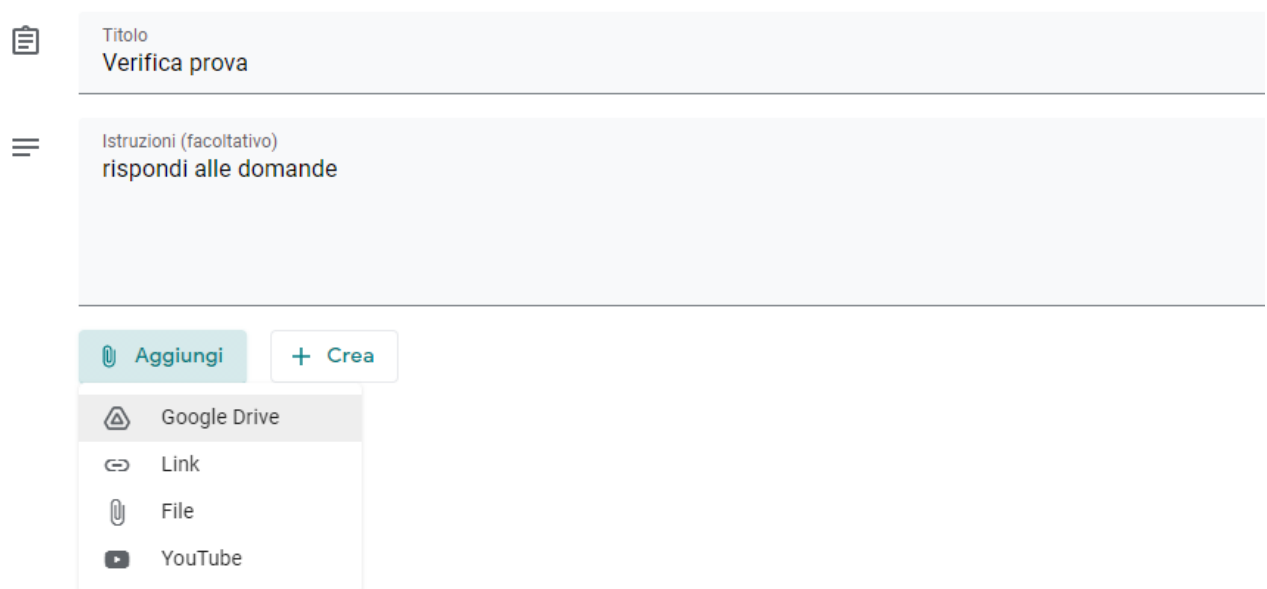 Titolo
Verifica prova
Istruzioni (facoltativo)
rispondi alle domande
Aggiungi
+ Crea
Google Drive
Link
File
YouTube